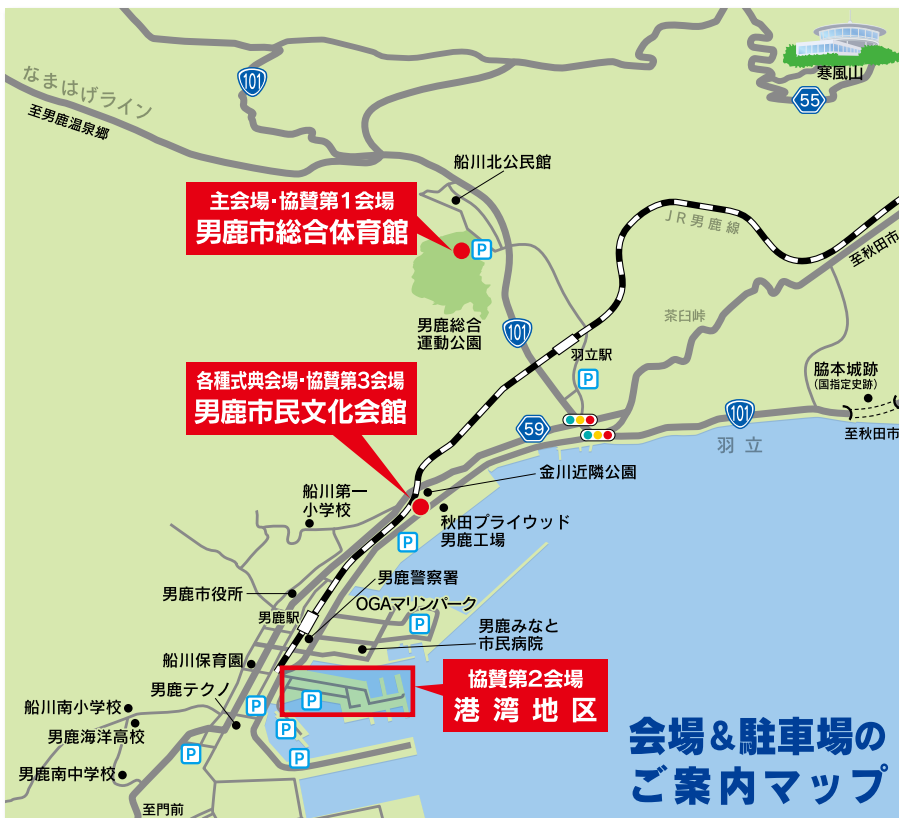 101
なまはげライン
至男鹿温泉郷
寒風山
55
船川北公民館
主会場・協賛第1会場
男鹿市総合体育館
P
JR男鹿線
至秋田市
男鹿総合
運動公園
101
茶臼峠
羽立駅
P
各種式典会場・協賛第3会場
男鹿市民文化会館
脇本城跡
(国指定史跡)
59
101
至秋田市
羽立
金川近隣公園
船川第一
小学校
秋田プライウッド
男鹿工場
P
男鹿警察署
男鹿市役所
OGAマリンパーク
男鹿駅
P
男鹿みなと
市民病院
船川保育園
協賛第2会場
港湾地区
男鹿テクノ
P
P
船川南小学校
P
男鹿海洋高校
P
P
男鹿南中学校
至門前
会場&駐車場の
ご案内マップ